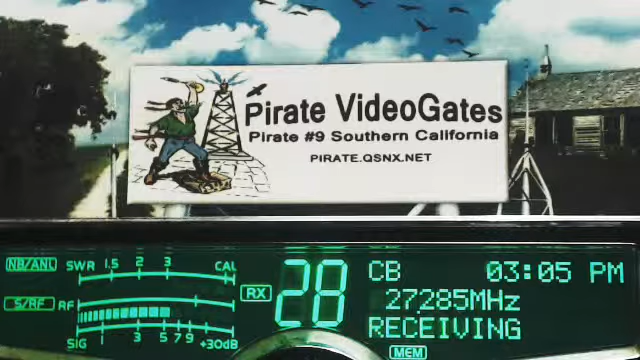 Pirate VideoGates
Pirate #9 Southern California
PIRATE.QSNX.NET
NB/ANL SWR 1.5 2 3 CAL
S/RF RF
SIG 1 3 5 7 9 +30dB
RX 28
CB 03:05 PM
27285MHz
RECEIVING
MEM